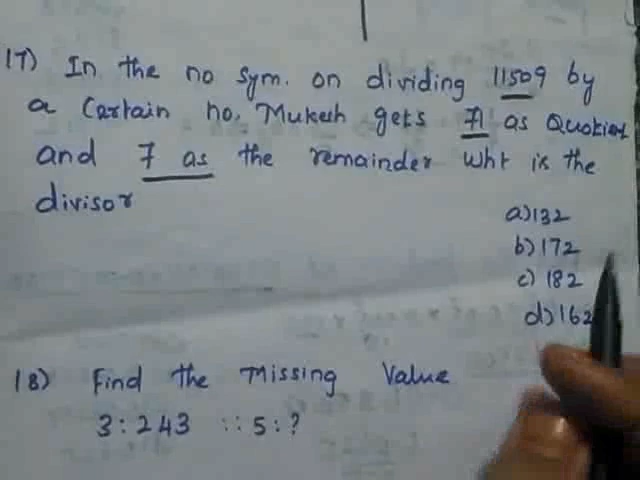 17) In the no sym. on dividing 11509 by
a Cartain no. Mukesh gets 71 as Quotient
and 7 as the remainder Wht is the
divisor
a) 132
b) 172
c) 182
d) 162
18) Find the Missing Value
3 : 243 :: 5 : ?